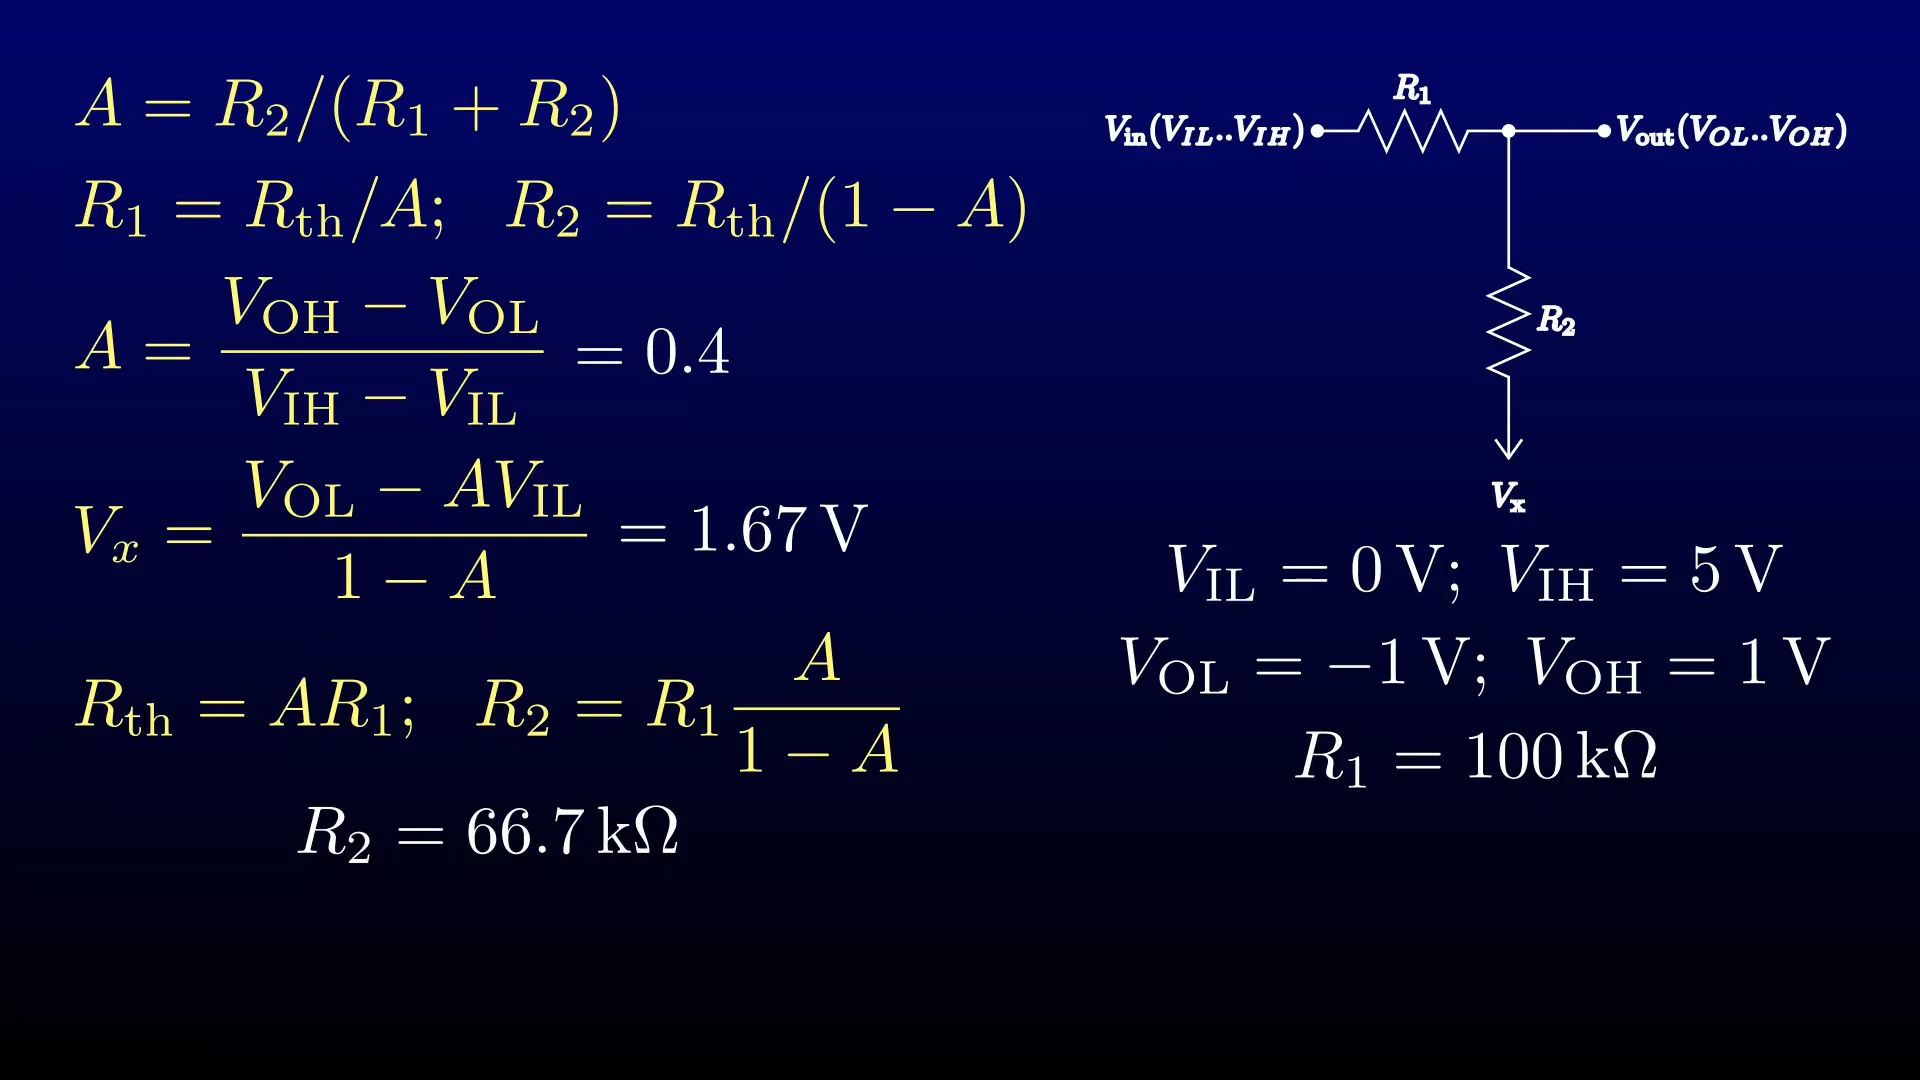 A = R₂/(R₁ + R₂)
R₁ = R_th/A; R₂ = R_th/(1 − A)
A = (V_OH − V_OL)/(V_IH − V_IL) = 0.4
V_x = (V_OL − AV_IL)/(1 − A) = 1.67 V
R_th = AR₁; R₂ = R₁ A/(1 − A)
R₂ = 66.7 kΩ
R₁
V_in(V_IL..V_IH)
V_out(V_OL..V_OH)
R₂
V_x
V_IL = 0 V; V_IH = 5 V
V_OL = −1 V; V_OH = 1 V
R₁ = 100 kΩ